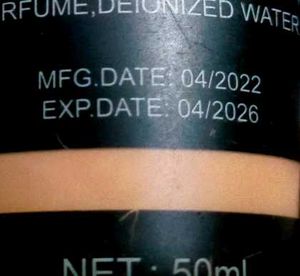 RFUME,DEIONIZED WATER
MFG.DATE: 04/2022
EXP.DATE: 04/2026
NET : 50ml